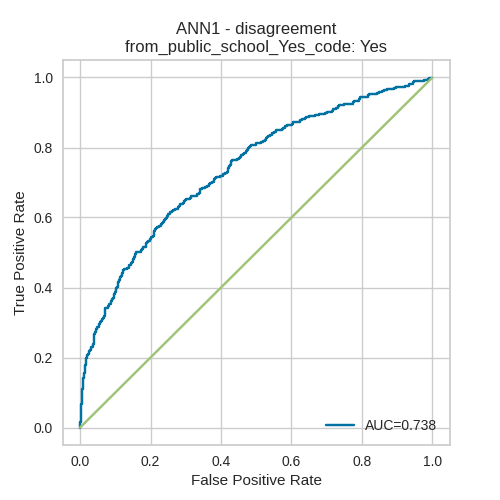 ANN1 - disagreement
from_public_school_Yes_code: Yes
True Positive Rate
1.0
0.8
0.6
0.4
0.2
0.0
AUC=0.738
0.0 0.2 0.4 0.6 0.8 1.0
False Positive Rate